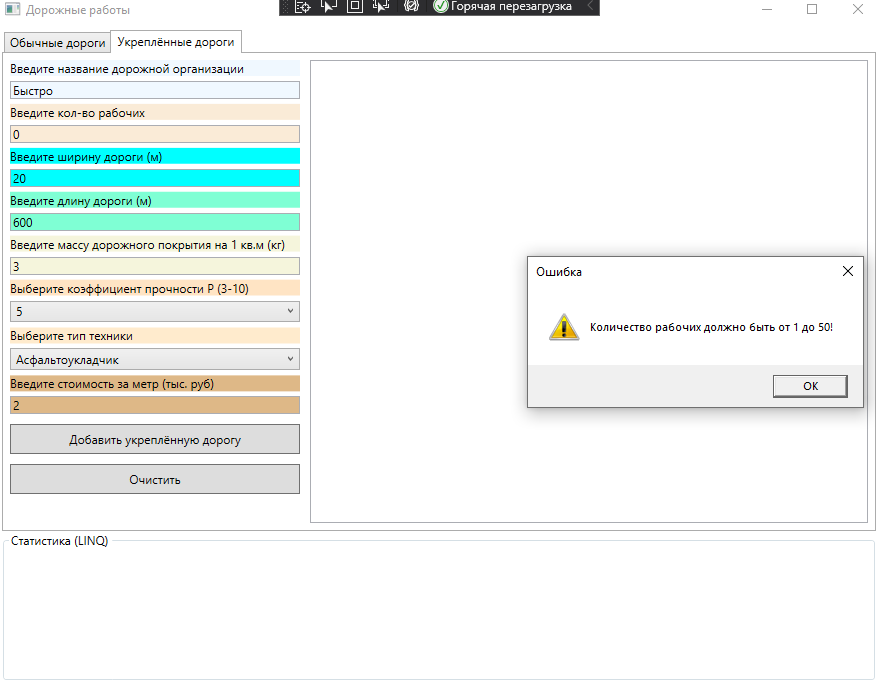 Дорожные работы
Горячая перезагрузка
Обычные дороги
Укреплённые дороги
Введите название дорожной организации
Быстро
Введите кол-во рабочих
0
Введите ширину дороги (м)
20
Введите длину дороги (м)
600
Введите массу дорожного покрытия на 1 кв.м (кг)
3
Выберите коэффициент прочности P (3-10)
5
Выберите тип техники
Асфальтоукладчик
Введите стоимость за метр (тыс. руб)
2
Добавить укреплённую дорогу
Очистить
Ошибка
Количество рабочих должно быть от 1 до 50!
ОК
Статистика (LINQ)